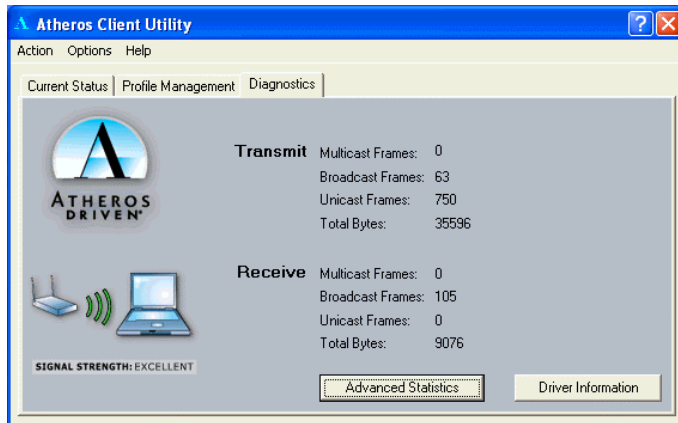 Atheros Client Utility
Action Options Help
Current Status Profile Management Diagnostics
ATHEROS
DRIVEN®
Transmit Multicast Frames: 0
Broadcast Frames: 63
Unicast Frames: 750
Total Bytes: 35596
Receive Multicast Frames: 0
Broadcast Frames: 105
Unicast Frames: 0
Total Bytes: 9076
SIGNAL STRENGTH: EXCELLENT
Advanced Statistics Driver Information